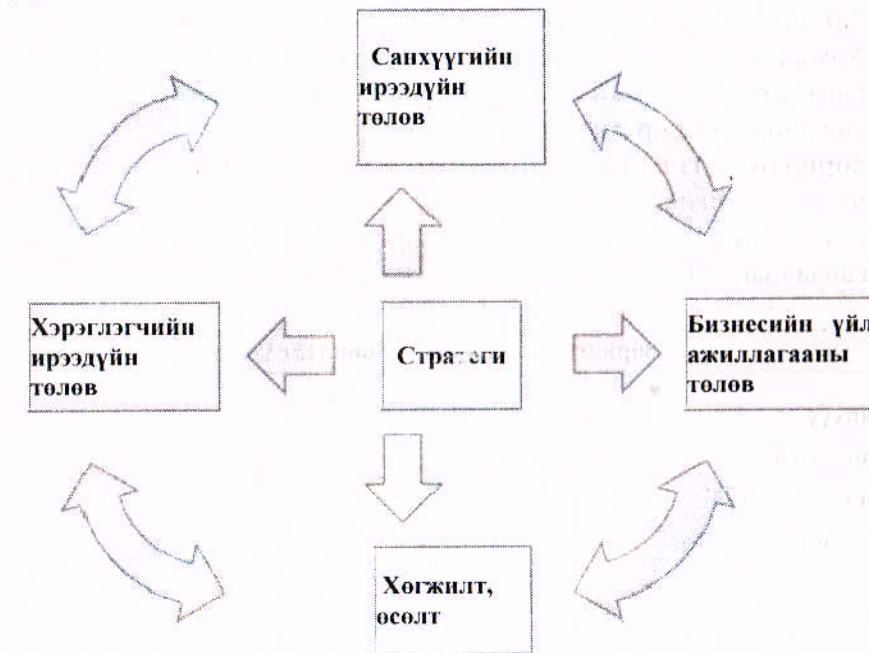 Санхүүгийн
ирээдүйн
төлөв
Хэрэглэгчийн
ирээдүйн
төлөв
Стратеги
Бизнесийн үйл
ажиллагааны
төлөв
Хөгжилт,
өсөлт